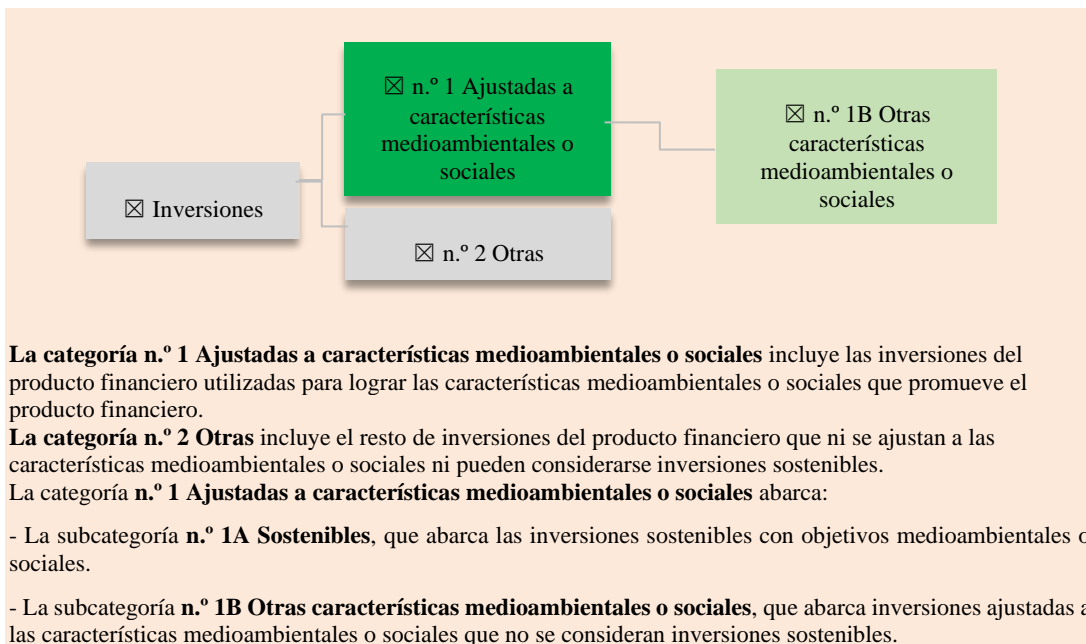 ☒ n.º 1 Ajustadas a
características
medioambientales o
sociales
☒ n.º 1B Otras
características
medioambientales o
sociales
☒ Inversiones
☒ n.º 2 Otras
La categoría n.º 1 Ajustadas a características medioambientales o sociales incluye las inversiones del
producto financiero utilizadas para lograr las características medioambientales o sociales que promueve el
producto financiero.
La categoría n.º 2 Otras incluye el resto de inversiones del producto financiero que ni se ajustan a las
características medioambientales o sociales ni pueden considerarse inversiones sostenibles.
La categoría n.º 1 Ajustadas a características medioambientales o sociales abarca:
- La subcategoría n.º 1A Sostenibles, que abarca las inversiones sostenibles con objetivos medioambientales o
sociales.
- La subcategoría n.º 1B Otras características medioambientales o sociales, que abarca inversiones ajustadas a
las características medioambientales o sociales que no se consideran inversiones sostenibles.